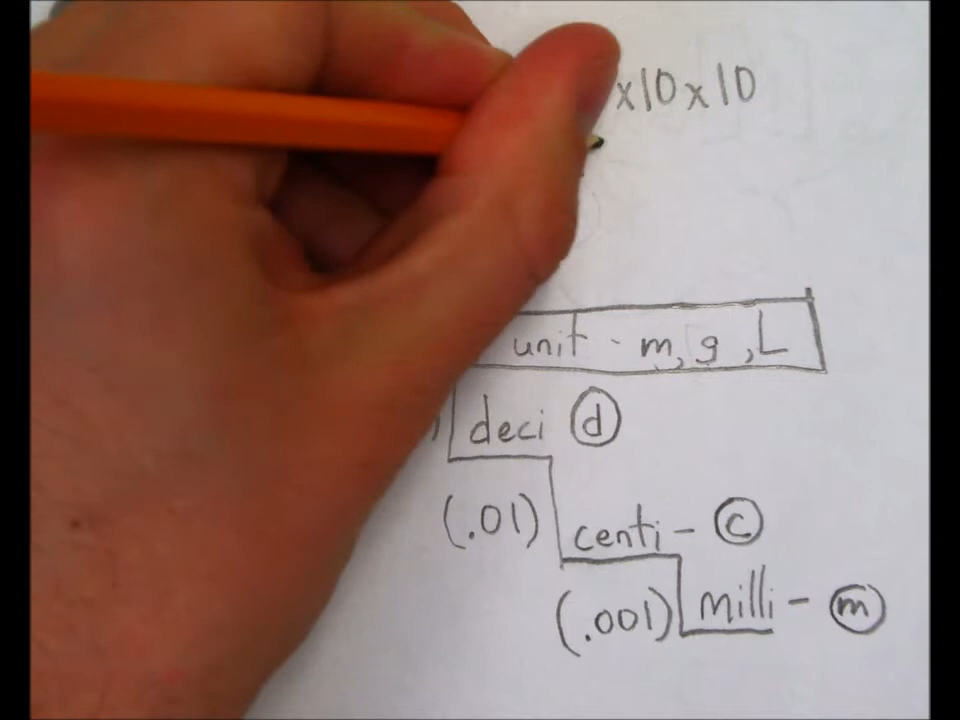 x10x10
unit - m, g, L
deci d
(.01) centi - c
(.001) milli - m